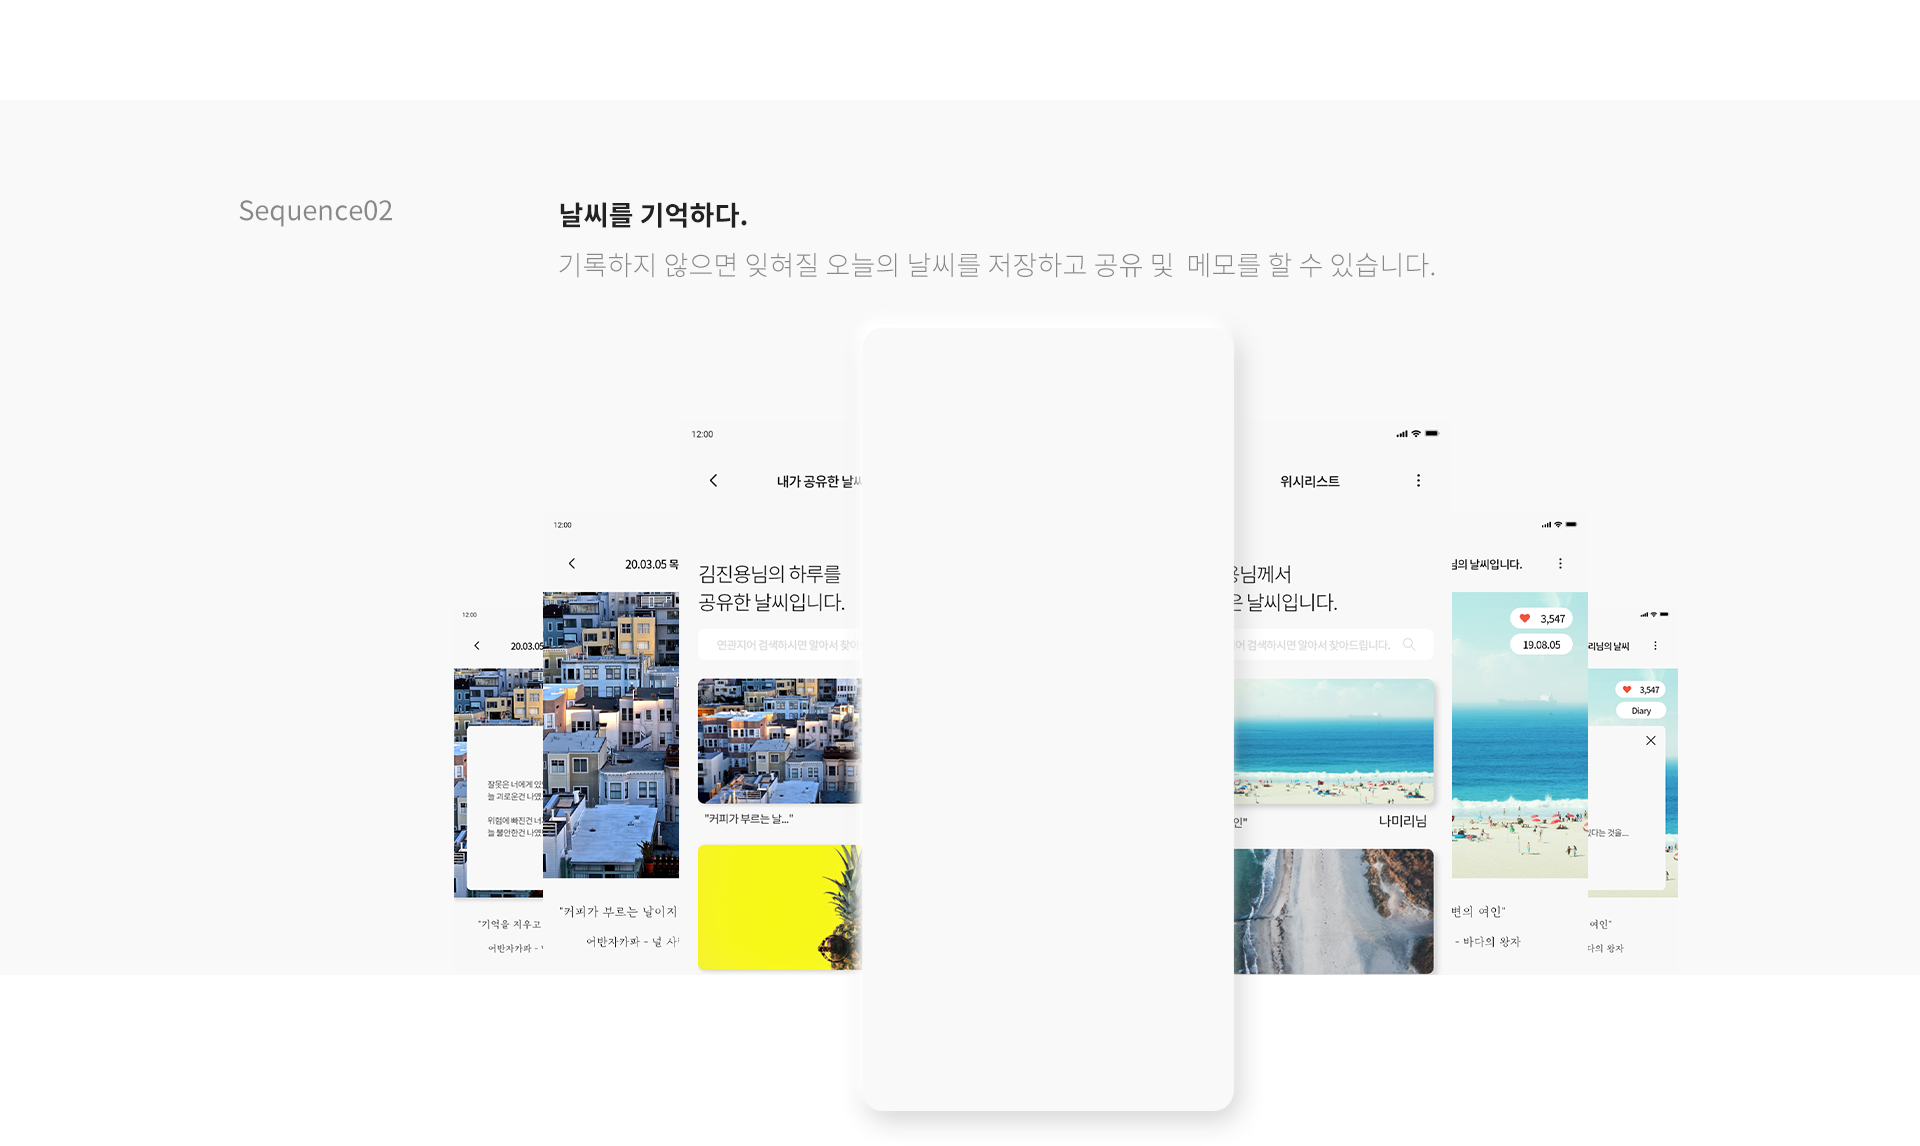 Sequence02
날씨를 기억하다.
기록하지 않으면 잊혀질 오늘의 날씨를 저장하고 공유 및 메모를 할 수 있습니다.
12:00
내가 공유한 날씨
위시리스트
12:00
20.03.05 목
님의 날씨입니다.
김진용님의 하루를
공유한 날씨입니다.
용님께서
은 날씨입니다.
12:00
20.03.05
리님의 날씨
3,547
19.08.05
연관지어 검색하시면 알아서 찾아
어 검색하시면 알아서 찾아드립니다.
3,547
Diary
잘못은 너에게 있
늘 괴로운건 나였
위험에 빠진건 너
늘 불안한건 나였
있다는 것을...
"커피가 부르는 날..."
인"
나미리님
"커피가 부르는 날이지
어반자카파 - 널 사
변의 여인"
- 바다의 왕자
"기억을 지우고
어반자카파 -
여인"
다의 왕자